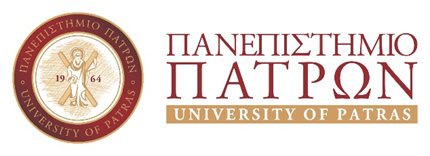 ΠΑΝΕΠΙΣΤΗΜΙΟ ΠΑΤΡΩΝ
19 64
UNIVERSITY OF PATRAS
ΠΑΝΕΠΙΣΤΗΜΙΟ
ΠΑΤΡΩΝ
UNIVERSITY OF PATRAS